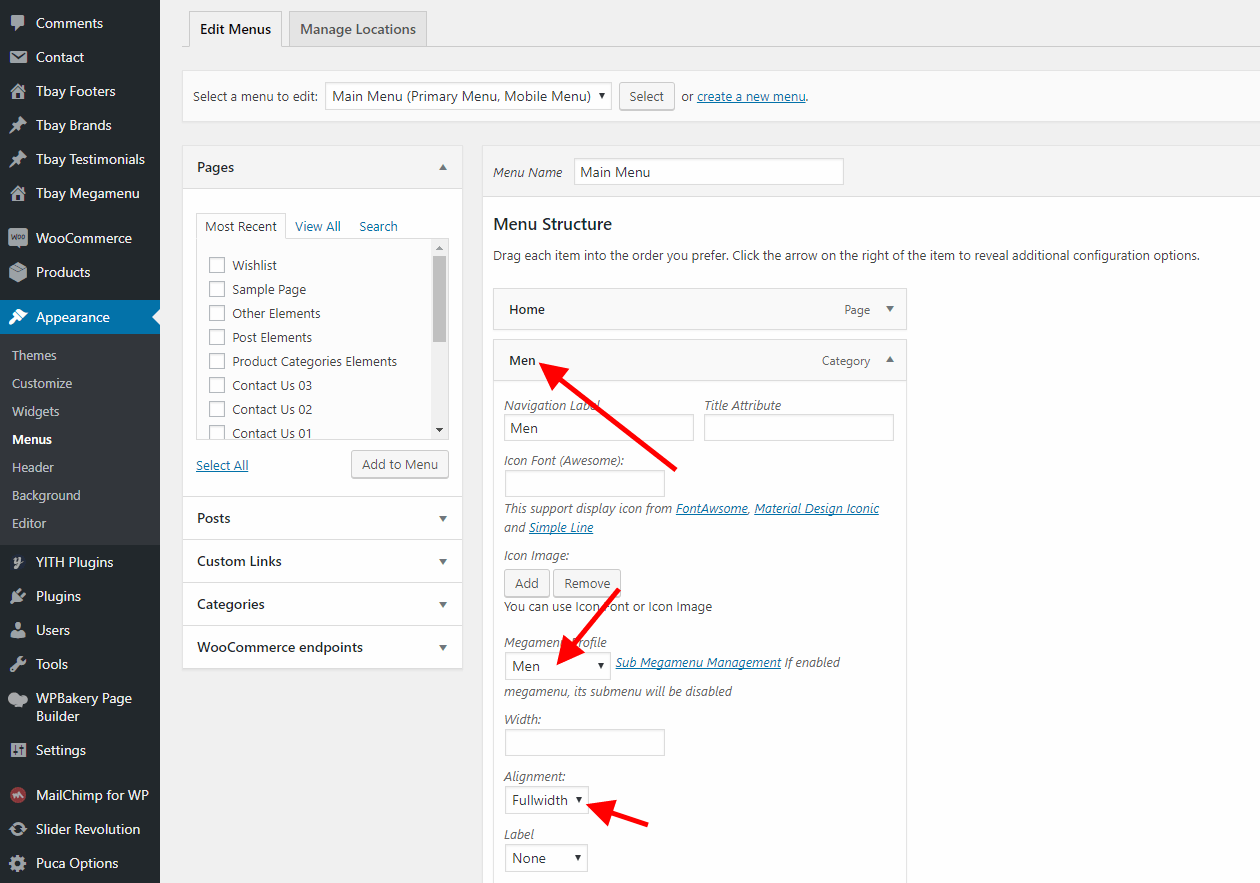 Comments
Contact
Tbay Footers
Tbay Brands
Tbay Testimonials
Tbay Megamenu
WooCommerce
Products
Appearance
Themes
Customize
Widgets
Menus
Header
Background
Editor
YITH Plugins
Plugins
Users
Tools
WPBakery Page
Builder
Settings
MailChimp for WP
Slider Revolution
Puca Options
Edit Menus
Manage Locations
Select a menu to edit: Main Menu (Primary Menu, Mobile Menu) Select or create a new menu.
Pages
Most Recent View All Search
Wishlist
Sample Page
Other Elements
Post Elements
Product Categories Elements
Contact Us 03
Contact Us 02
Contact Us 01
Select All Add to Menu
Posts
Custom Links
Categories
WooCommerce endpoints
Menu Name Main Menu
Menu Structure
Drag each item into the order you prefer. Click the arrow on the right of the item to reveal additional configuration options.
Home Page
Men Category
Navigation Label Title Attribute
Men
Icon Font (Awesome):
This support display icon from FontAwsome, Material Design Iconic
and Simple Line
Icon Image:
Add Remove
You can use Icon Font or Icon Image
Megamenu Profile
Men Sub Megamenu Management If enabled
megamenu, its submenu will be disabled
Width:
Alignment:
Fullwidth
Label
None